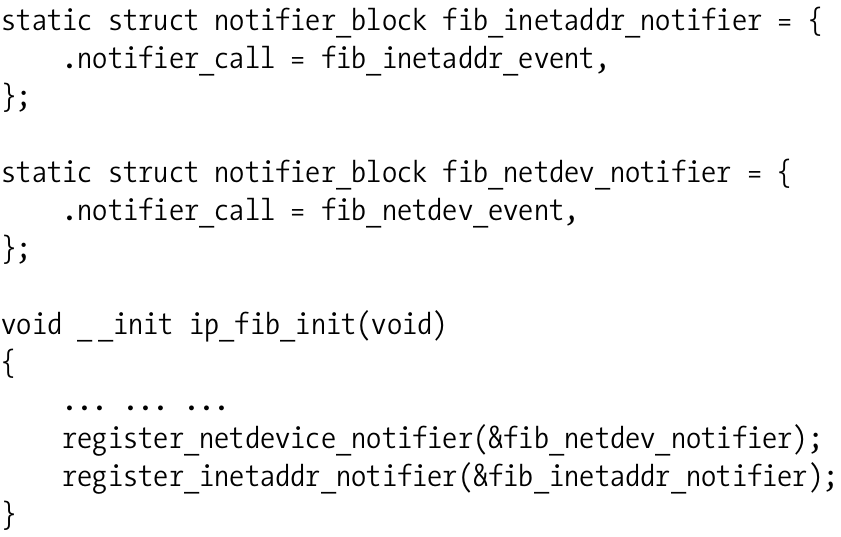 static struct notifier_block fib_inetaddr_notifier = {
    .notifier_call = fib_inetaddr_event,
};

static struct notifier_block fib_netdev_notifier = {
    .notifier_call = fib_netdev_event,
};

void _ _init ip_fib_init(void)
{
    ... ... ...
    register_netdevice_notifier(&fib_netdev_notifier);
    register_inetaddr_notifier(&fib_inetaddr_notifier);
}